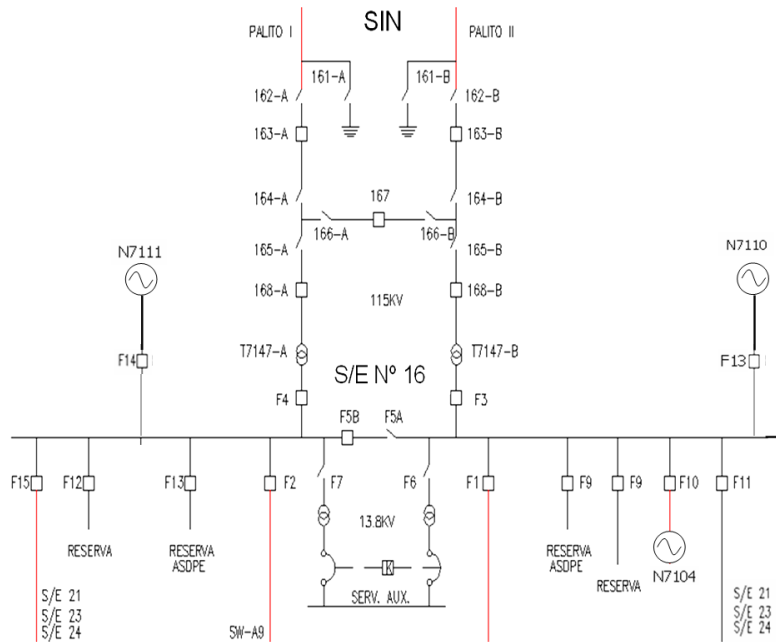 SIN
PALITO I
PALITO II
161-A
161-B
162-A
162-B
163-A
163-B
164-A
167
164-B
166-A
166-B
165-A
165-B
N7111
N7110
168-A
115KV
168-B
T7147-A
T7147-B
F14
S/E Nº 16
F13
F4
F3
F5B
F5A
F15
F12
F13
F2
F7
F6
F1
F9
F9
F10
F11
13.8KV
RESERVA
RESERVA
ASDPE
K
RESERVA
ASDPE
RESERVA
N7104
SERV. AUX.
S/E 21
S/E 23
S/E 24
SW-A9
S/E 21
S/E 23
S/E 24